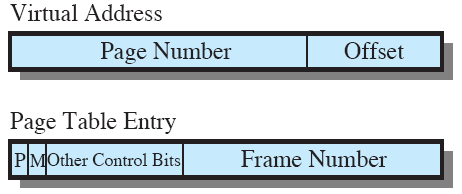 Virtual Address
Page Number Offset
Page Table Entry
P M Other Control Bits Frame Number